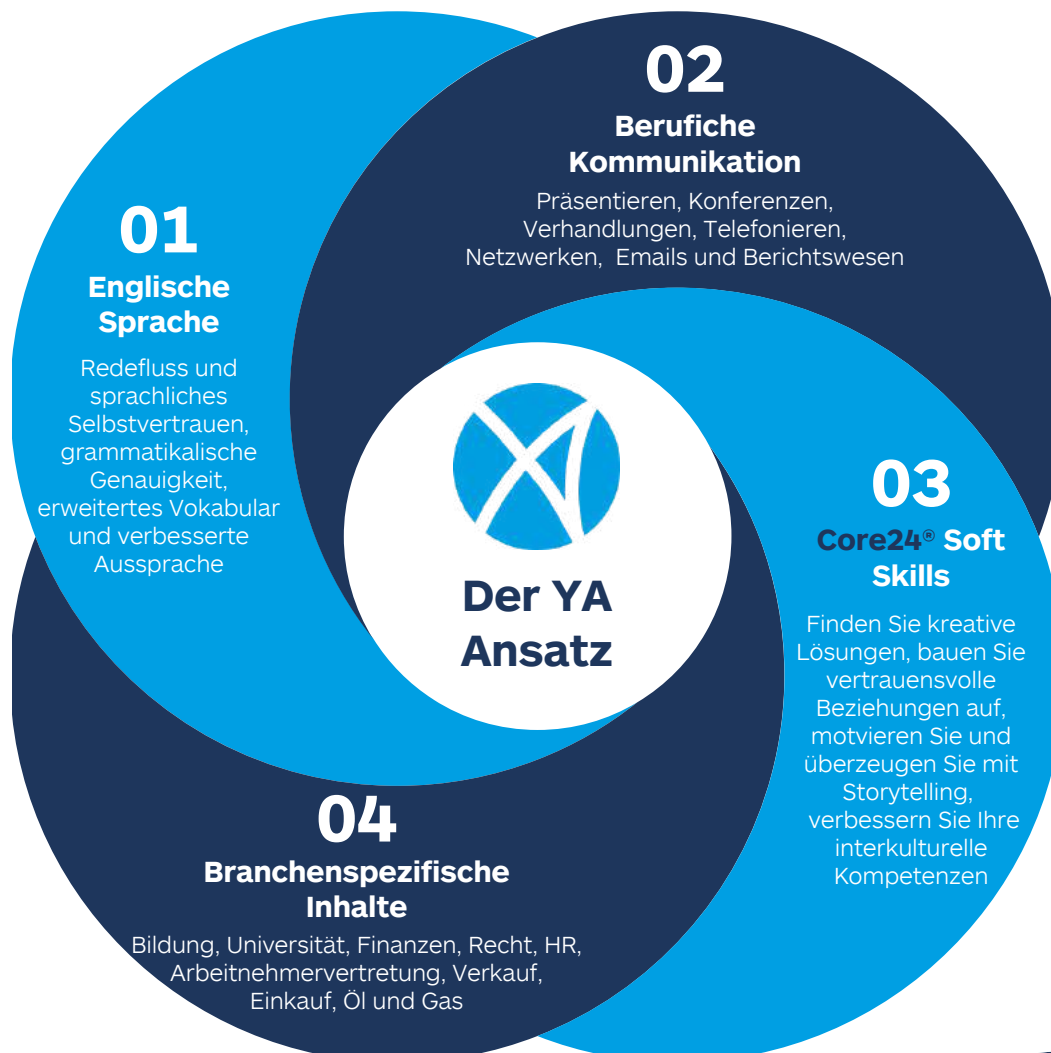 01
Englische
Sprache
Redefluss und
sprachliches
Selbstvertrauen,
grammatikalische
Genauigkeit,
erweitertes Vokabular
und verbesserte
Aussprache
02
Berufiche
Kommunikation
Präsentieren, Konferenzen,
Verhandlungen, Telefonieren,
Netzwerken, Emails und Berichtswesen
03
Core24® Soft
Skills
Finden Sie kreative
Lösungen, bauen Sie
vertrauensvolle
Beziehungen auf,
motvieren Sie und
überzeugen Sie mit
Storytelling,
verbessern Sie Ihre
interkulturelle
Kompetenzen
04
Branchenspezifische
Inhalte
Bildung, Universität, Finanzen, Recht, HR,
Arbeitnehmervertretung, Verkauf,
Einkauf, Öl und Gas
Der YA
Ansatz